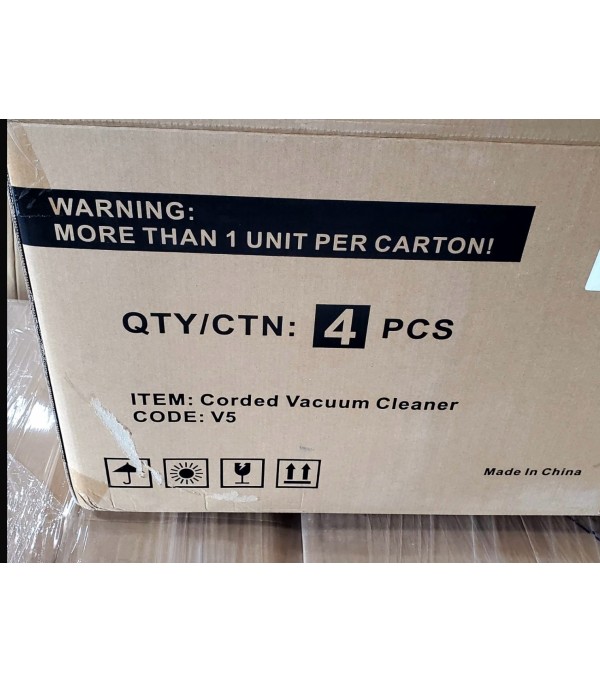 WARNING:
MORE THAN 1 UNIT PER CARTON!
QTY/CTN: 4 PCS
ITEM: Corded Vacuum Cleaner
CODE: V5
Made In China